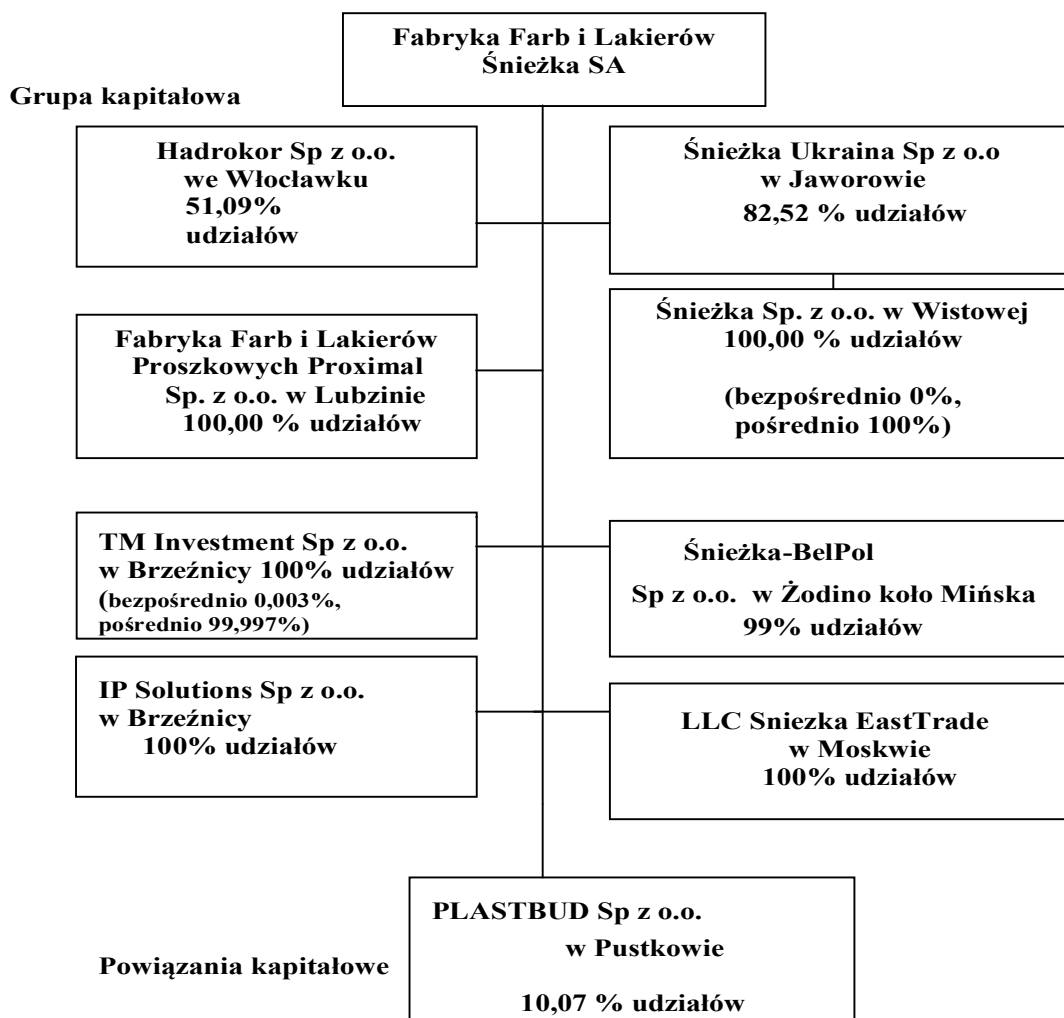 Fabryka Farb i Lakierów
Śnieżka SA
Grupa kapitałowa
Hadrokor Sp z o.o.
we Włocławku
51,09%
udziałów
Śnieżka Ukraina Sp z o.o
w Jaworowie
82,52 % udziałów
Fabryka Farb i Lakierów
Proszkowych Proximal
Sp. z o.o. w Lubzinie
100,00 % udziałów
Śnieżka Sp. z o.o. w Wistowej
100,00 % udziałów
(bezpośrednio 0%,
pośrednio 100%)
TM Investment Sp z o.o.
w Brzeźnicy 100% udziałów
(bezpośrednio 0,003%,
pośrednio 99,997%)
Śnieżka-BelPol
Sp z o.o. w Żodino koło Mińska
99% udziałów
IP Solutions Sp z o.o.
w Brzeźnicy
100% udziałów
LLC Sniezka EastTrade
w Moskwie
100% udziałów
PLASTBUD Sp z o.o.
w Pustkowie
10,07 % udziałów
Powiązania kapitałowe